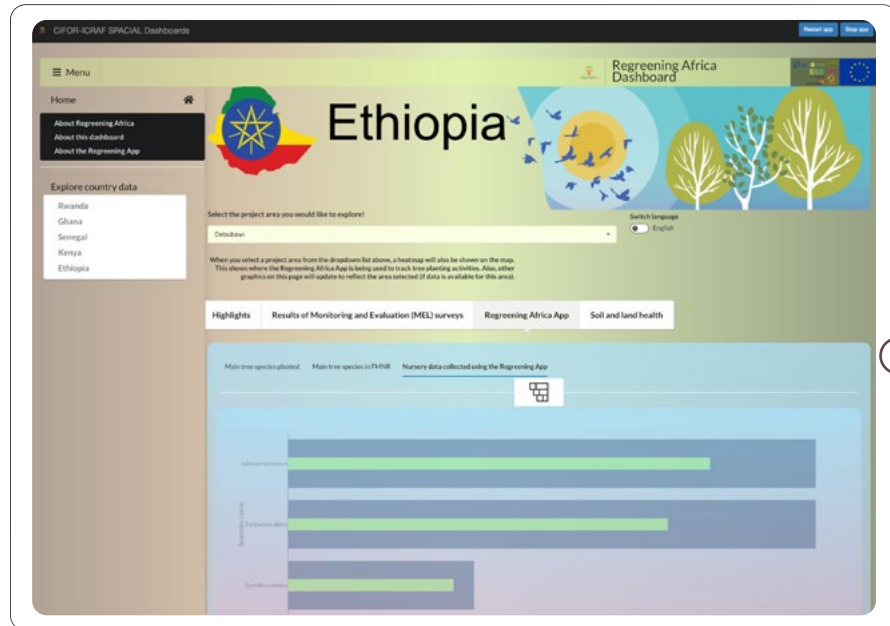 CIFOR-ICRAF SPACIAL Dashboards
Restart app
Stop app
Menu
Regreening Africa
Dashboard
Home
About Regreening Africa
About this dashboard
About the Regreening App
Ethiopia
Explore country data
Rwanda
Ghana
Senegal
Kenya
Ethiopia
Select the project area you would like to explore!
Switch language
Debubawi
English
When you select a project area from the dropdown list above, a heatmap will also be shown on the map.
This shows where the Regreening Africa App is being used to track tree planting activities. Also, other
graphics on this page will update to reflect the area selected (if data is available for this area).
Highlights
Results of Monitoring and Evaluation (MEL) surveys
Regreening Africa App
Soil and land health
Main tree species planted
Main tree species in FMNR
Nursery data collected using the Regreening App
Scientific name